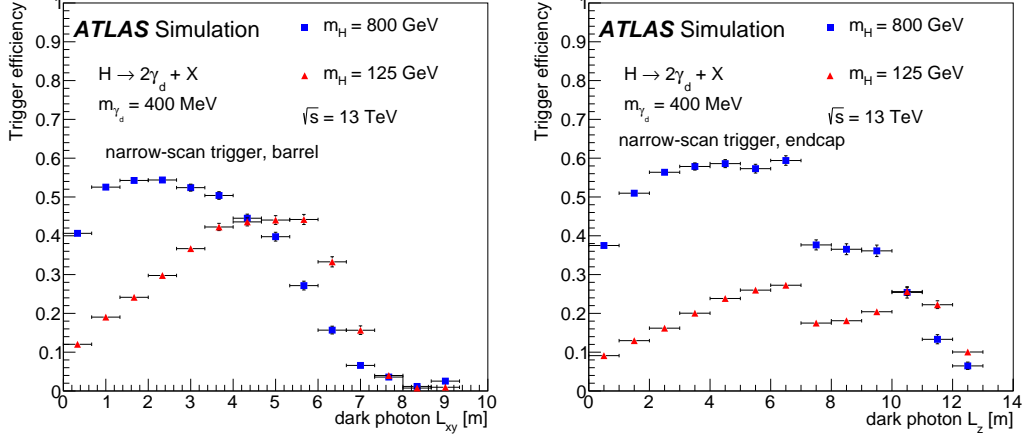 Trigger efficiency
1
0.9
0.8
0.7
0.6
0.5
0.4
0.3
0.2
0.1
0
ATLAS Simulation
m_H = 800 GeV
H → 2γ_d + X
m_H = 125 GeV
m_γ_d = 400 MeV
√s = 13 TeV
narrow-scan trigger, barrel
0 1 2 3 4 5 6 7 8 9 10
dark photon L_xy [m]
Trigger efficiency
1
0.9
0.8
0.7
0.6
0.5
0.4
0.3
0.2
0.1
0
ATLAS Simulation
m_H = 800 GeV
H → 2γ_d + X
m_H = 125 GeV
m_γ_d = 400 MeV
√s = 13 TeV
narrow-scan trigger, endcap
0 2 4 6 8 10 12 14
dark photon L_z [m]